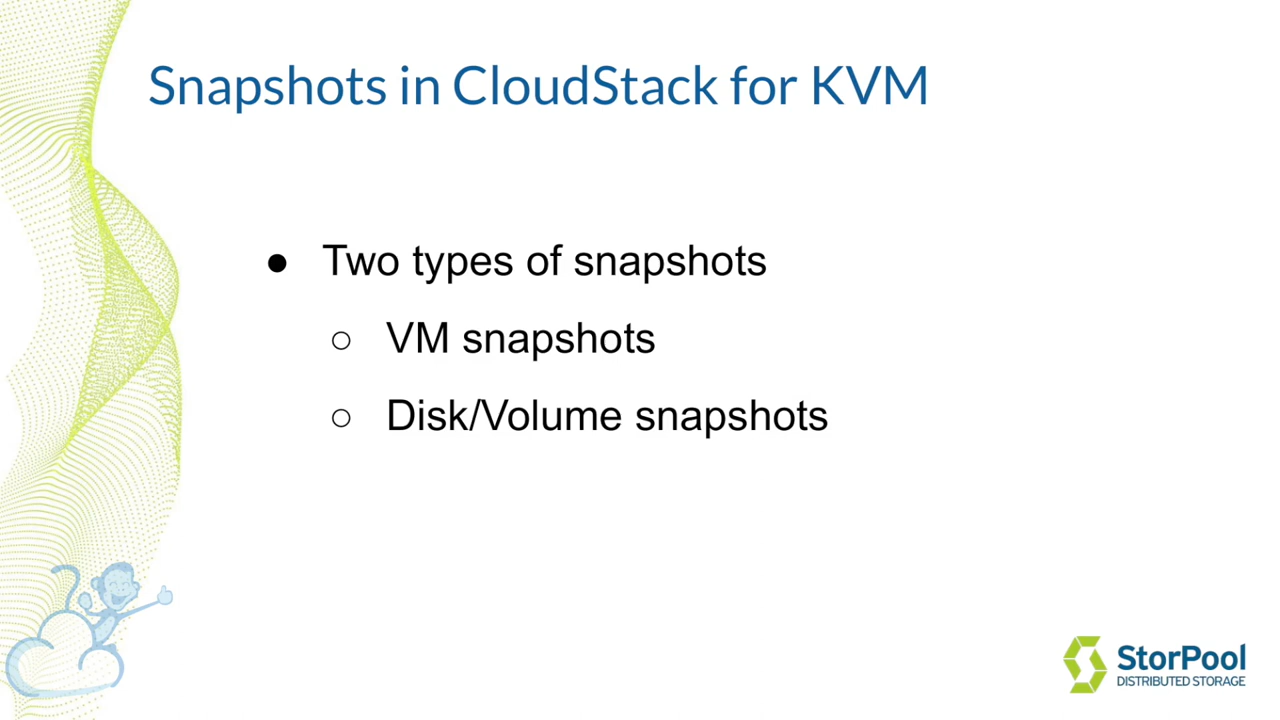 Snapshots in CloudStack for KVM
● Two types of snapshots
○ VM snapshots
○ Disk/Volume snapshots
StorPool
DISTRIBUTED STORAGE